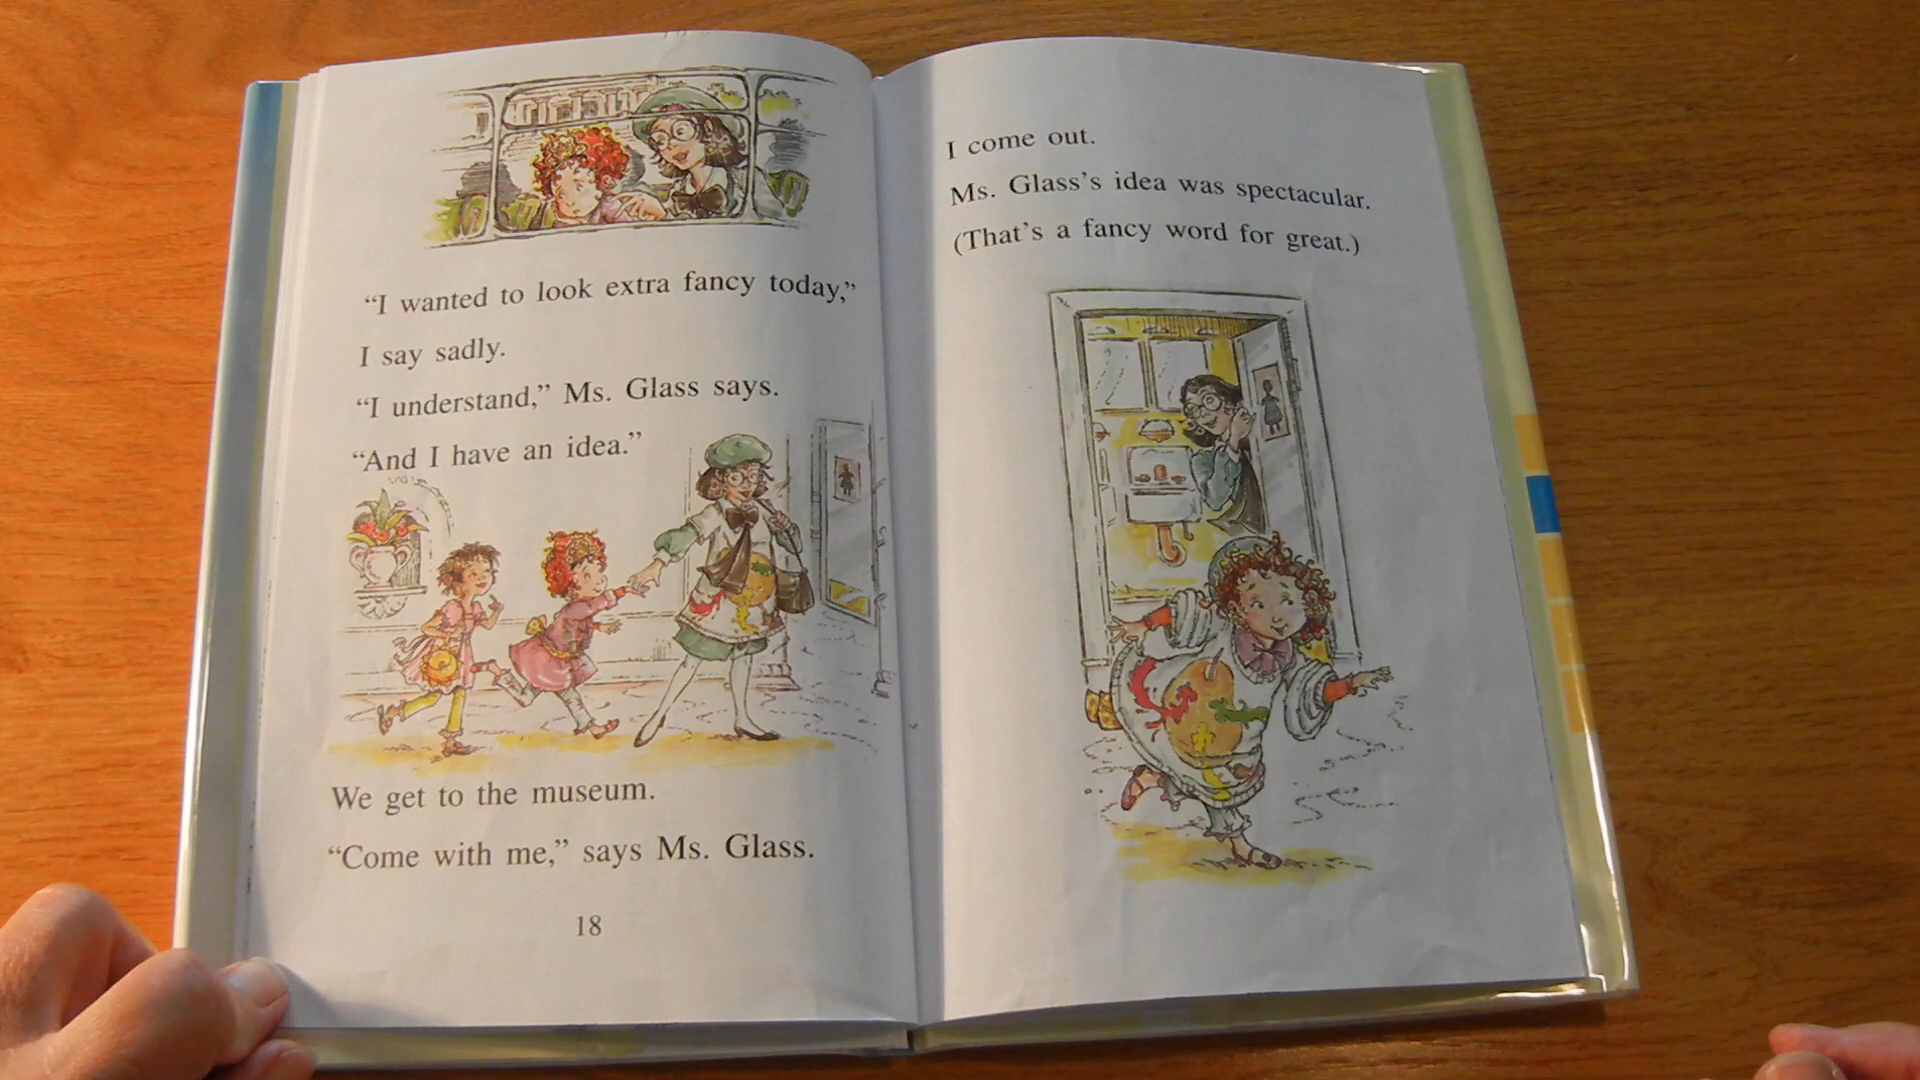 “I wanted to look extra fancy today,”
I say sadly.
“I understand,” Ms. Glass says.
“And I have an idea.”
We get to the museum.
“Come with me,” says Ms. Glass.
18
I come out.
Ms. Glass’s idea was spectacular.
(That’s a fancy word for great.)